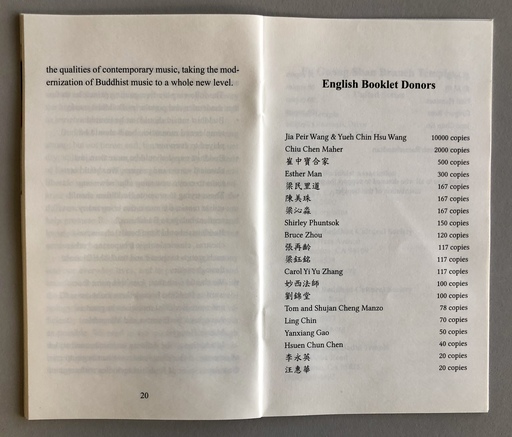 the qualities of contemporary music, taking the mod-
ernization of Buddhist music to a whole new level.
20
English Booklet Donors
Jia Peir Wang & Yueh Chin Hsu Wang 10000 copies
Chiu Chen Maher 2000 copies
崔中寶合家 500 copies
Esther Man 300 copies
梁民里道 167 copies
陳美珠 167 copies
梁沁淼 167 copies
Shirley Phuntsok 150 copies
Bruce Zhou 120 copies
張再齡 117 copies
梁鈺銘 117 copies
Carol Yi Yu Zhang 117 copies
妙西法師 100 copies
劉錦堂 100 copies
Tom and Shujan Cheng Manzo 78 copies
Ling Chin 70 copies
Yanxiang Gao 50 copies
Hsuen Chun Chen 40 copies
李永英 20 copies
汪惠華 20 copies